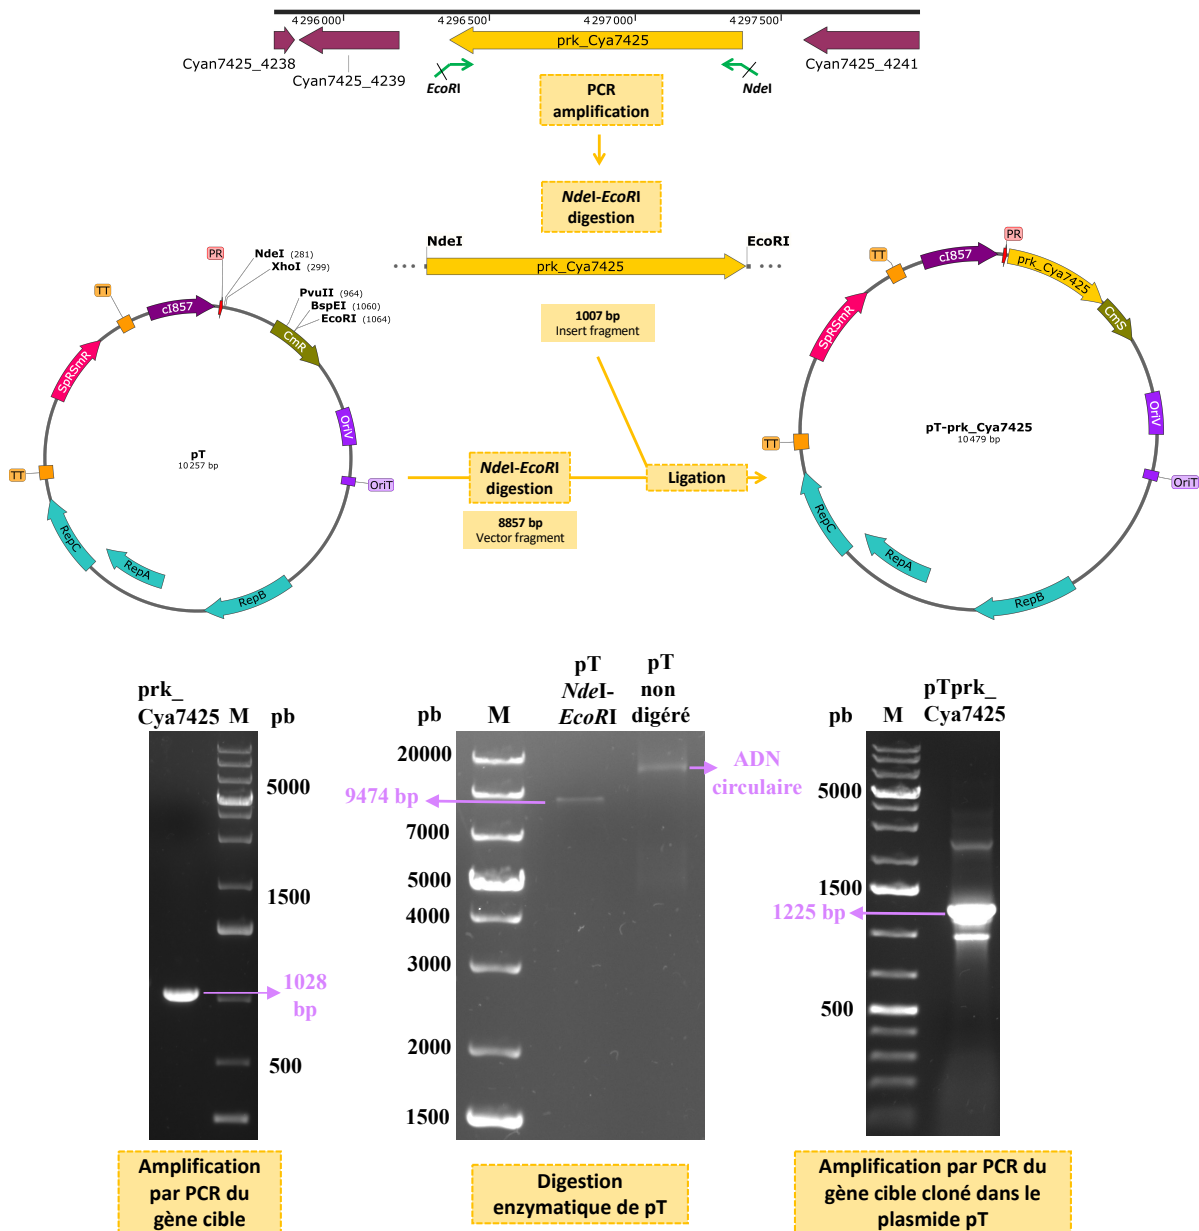 4296000 4296500 4297000 4297500
prk_Cya7425
Cyan7425_4238
Cyan7425_4239
Cyan7425_4241
EcoRI
NdeI
PCR
amplification
NdeI-EcoRI
digestion
NdeI
EcoRI
prk_Cya7425
1007 bp
Insert fragment
PR
NdeI (281)
XhoI (299)
PvuII (964)
BspEI (1060)
EcoRI (1064)
TT
cI857
CmR
SpRSmR
OriV
pT
10257 bp
TT
OriT
RepC
RepA
RepB
NdeI-EcoRI
digestion
8857 bp
Vector fragment
Ligation
PR
TT
cI857
prk_Cya7425
CmS
SpRSmR
OriV
pT-prk_Cya7425
10479 bp
TT
OriT
RepC
RepA
RepB
prk_
Cya7425 M pb
5000
1500
1028
bp
500
Amplification
par PCR du
gène cible
pb M
pT
NdeI-
EcoRI
pT
non
digéré
20000
ADN
circulaire
9474 bp
7000
5000
4000
3000
2000
1500
Digestion
enzymatique de pT
pb M
pTprk_
Cya7425
5000
1500
1225 bp
500
Amplification par PCR du
gène cible cloné dans le
plasmide pT